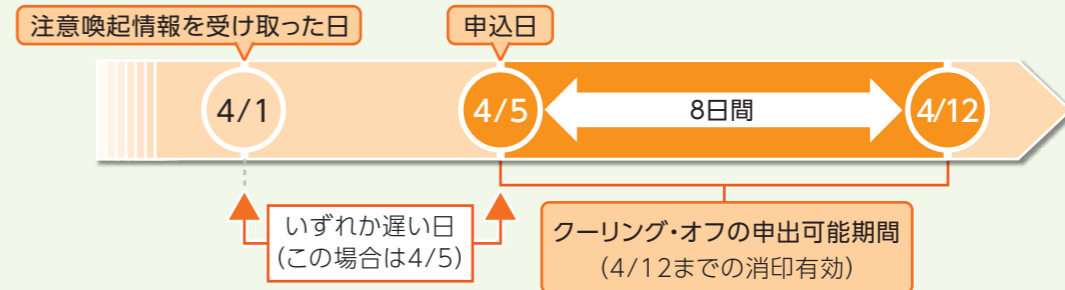 注意喚起情報を受け取った日
申込日
4/1
4/5
8日間
4/12
いずれか遅い日
(この場合は4/5)
クーリング・オフの申出可能期間
(4/12までの消印有効)